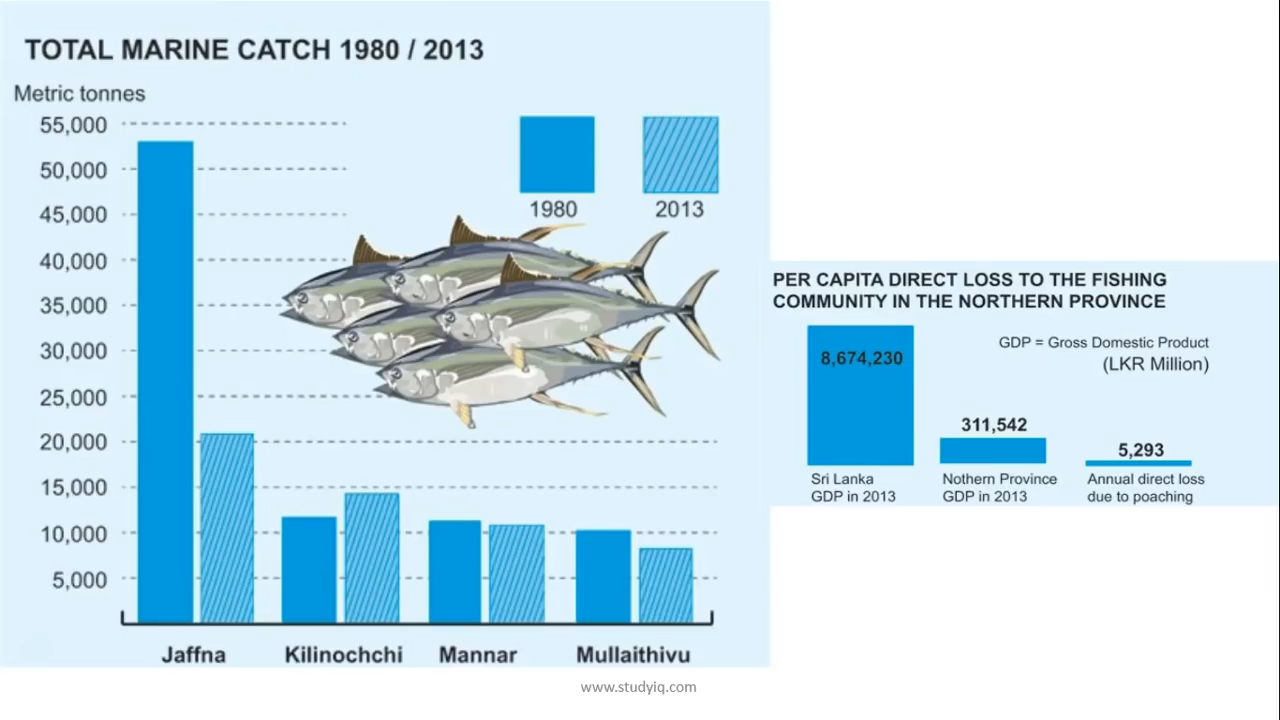 TOTAL MARINE CATCH 1980 / 2013
Metric tonnes
55,000
50,000
45,000
40,000
35,000
30,000
25,000
20,000
15,000
10,000
5,000
1980
2013
Jaffna
Kilinochchi
Mannar
Mullaithivu
PER CAPITA DIRECT LOSS TO THE FISHING
COMMUNITY IN THE NORTHERN PROVINCE
GDP = Gross Domestic Product
(LKR Million)
8,674,230
311,542
5,293
Sri Lanka
GDP in 2013
Nothern Province
GDP in 2013
Annual direct loss
due to poaching
www.studyiq.com